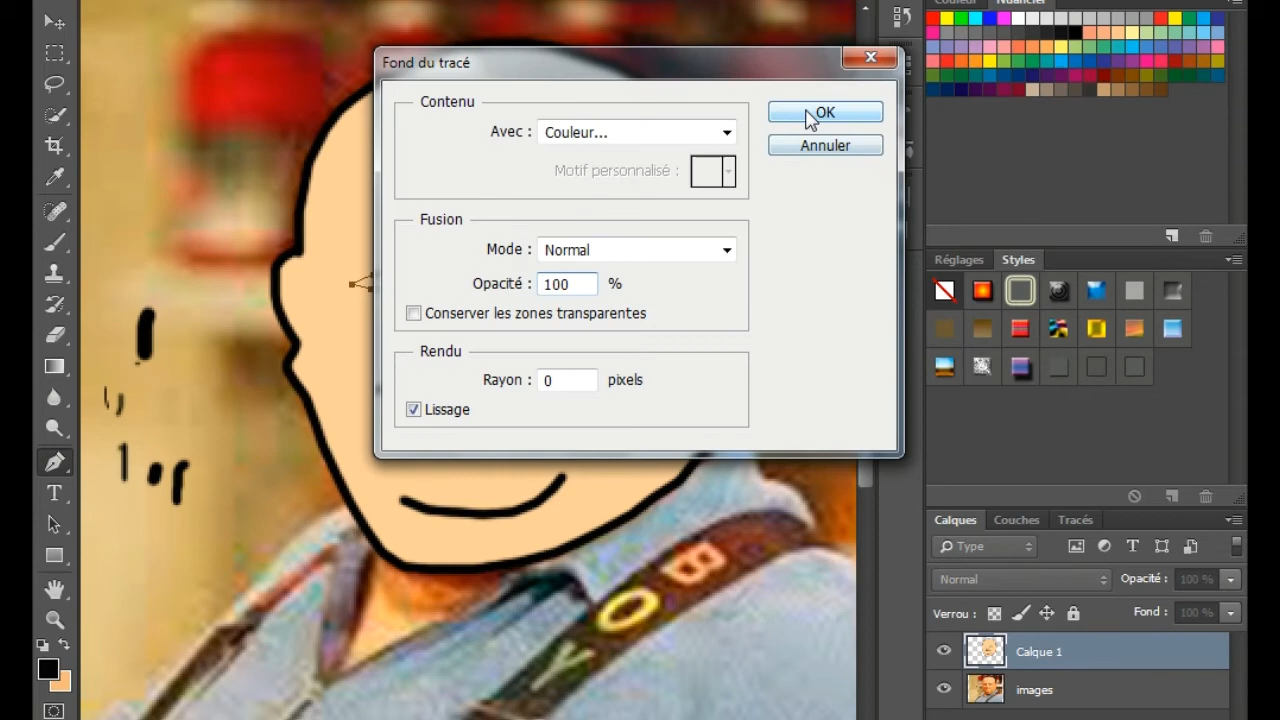 Couleur
Nuancier
Fond du tracé
Contenu
Avec :
Couleur...
Motif personnalisé :
OK
Annuler
Fusion
Mode :
Normal
Opacité :
100
%
Conserver les zones transparentes
Rendu
Rayon :
0
pixels
Lissage
Réglages
Styles
Calques
Couches
Tracés
Type
Normal
Opacité :
100 %
Verrou :
Fond :
100 %
Calque 1
images
T
T
B
O
Y